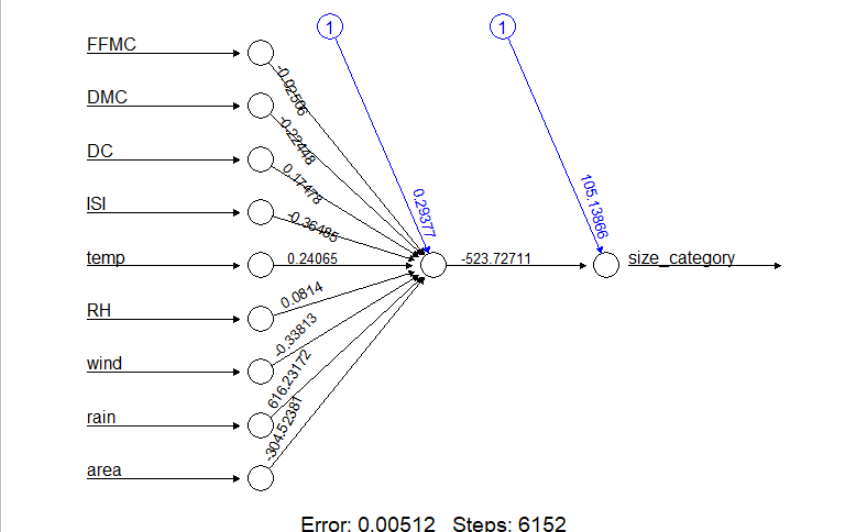 1
1
FFMC
-0.02506
DMC
-0.22448
DC
0.17478
ISI
-0.36485
0.29377
105.13866
temp
0.24065
-523.72711
size_category
RH
0.0814
wind
-0.33813
rain
616.23172
area
-304.52381
Error: 0.00512 Steps: 6152